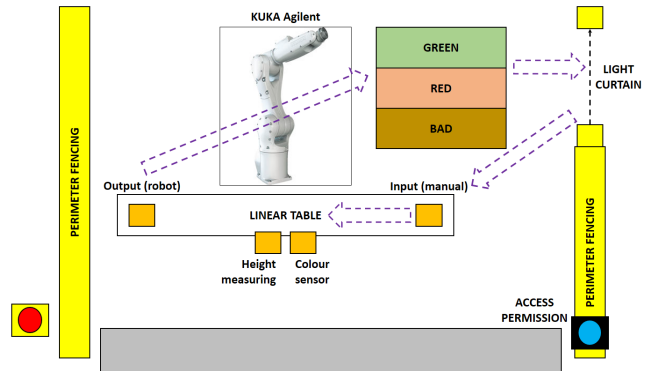 KUKA Agilent
GREEN
RED
BAD
LIGHT
CURTAIN
PERIMETER FENCING
Output (robot)
Input (manual)
LINEAR TABLE
Height
measuring
Colour
sensor
PERIMETER FENCING
ACCESS
PERMISSION